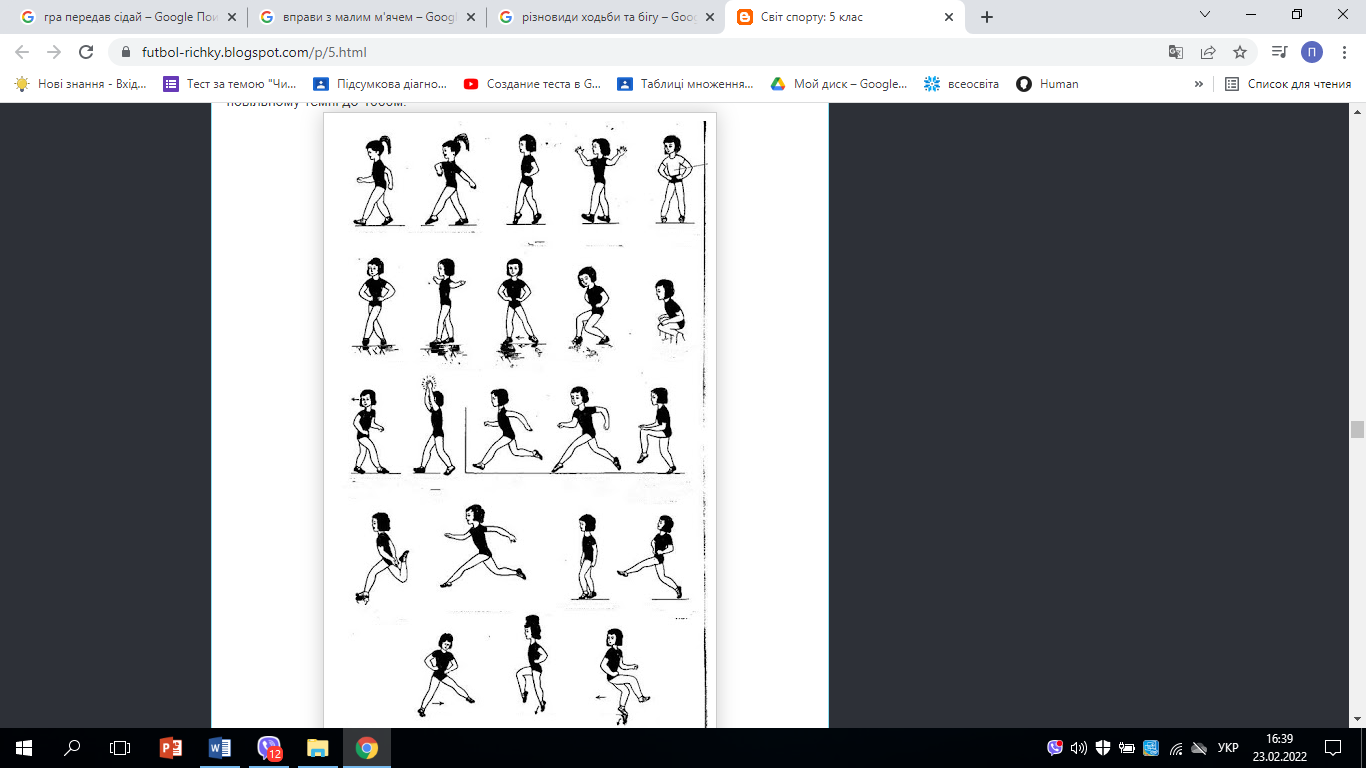 гра передав сідай – Google Пои
вправи з малим м'ячем – Googl
різновиди ходьби та бігу – Goog
Світ спорту: 5 клас
futbol-richky.blogspot.com/p/5.html
П
Нові знання - Вхід...
Тест за темою "Чи...
Підсумкова діагно...
Создание теста в G...
Таблиці множення...
Мой диск – Google...
всеосвіта
Human
»
Список для чтения
повільному темпі до 1000м.
12
УКР
16:39
23.02.2022